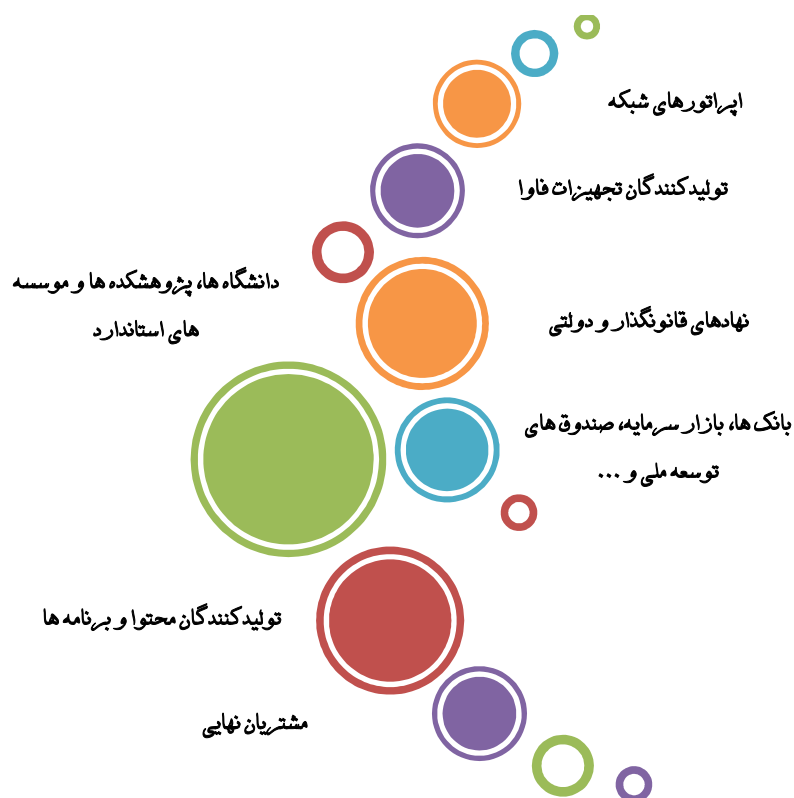 اپراتورهای شبکه
تولیدکنندگان تجهیزات فاوا
دانشگاه ها، پژوهشکده ها و موسسه
های استاندارد
نهادهای قانونگذار و دولتی
بانک ها، بازار سرمایه، صندوق های
توسعه ملی و ...
تولیدکنندگان محتوا و برنامه ها
مشتریان نهایی